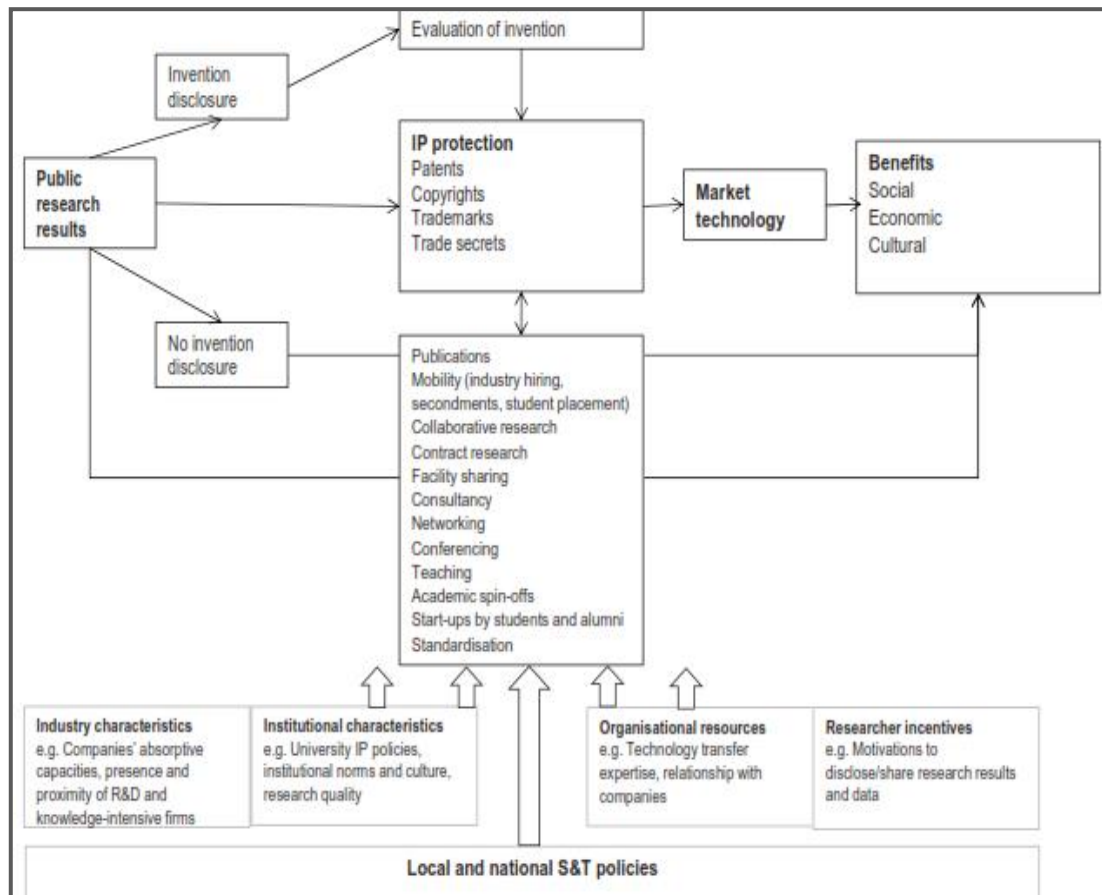 Evaluation of invention
Invention
disclosure
IP protection
Patents
Copyrights
Trademarks
Trade secrets
Public
research
results
Market
technology
Benefits
Social
Economic
Cultural
No invention
disclosure
Publications
Mobility (industry hiring,
secondments, student placement)
Collaborative research
Contract research
Facility sharing
Consultancy
Networking
Conferencing
Teaching
Academic spin-offs
Start-ups by students and alumni
Standardisation
Industry characteristics
e.g. Companies' absorptive
capacities, presence and
proximity of R&D and
knowledge-intensive firms
Institutional characteristics
e.g. University IP policies,
institutional norms and culture,
research quality
Organisational resources
e.g. Technology transfer
expertise, relationship with
companies
Researcher incentives
e.g. Motivations to
disclose/share research results
and data
Local and national S&T policies